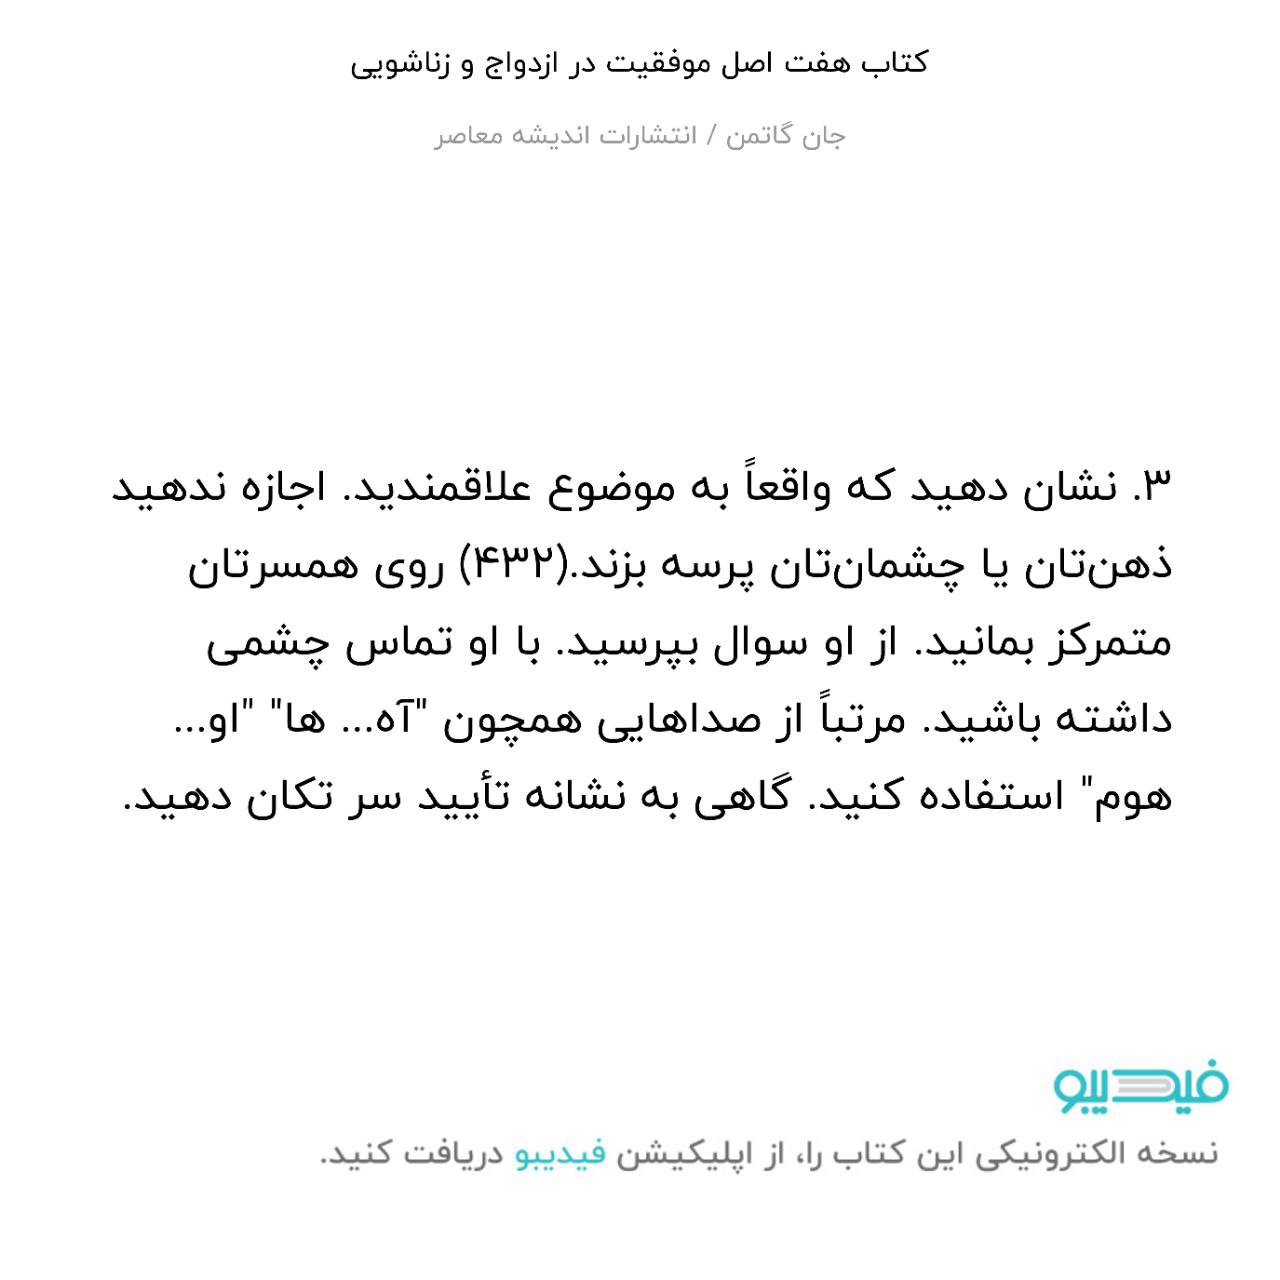 کتاب هفت اصل موفقیت در ازدواج و زناشویی
جان گاتمن / انتشارات اندیشه معاصر
۳. نشان دهید که واقعاً به موضوع علاقمندید. اجازه ندهید
ذهن‌تان یا چشمان‌تان پرسه بزند.(۴۳۲) روی همسرتان
متمرکز بمانید. از او سوال بپرسید. با او تماس چشمی
داشته باشید. مرتباً از صداهایی همچون "آه... ها" "او...
هوم" استفاده کنید. گاهی به نشانه تأیید سر تکان دهید.
فیدیبو
نسخه الکترونیکی این کتاب را، از اپلیکیشن فیدیبو دریافت کنید.